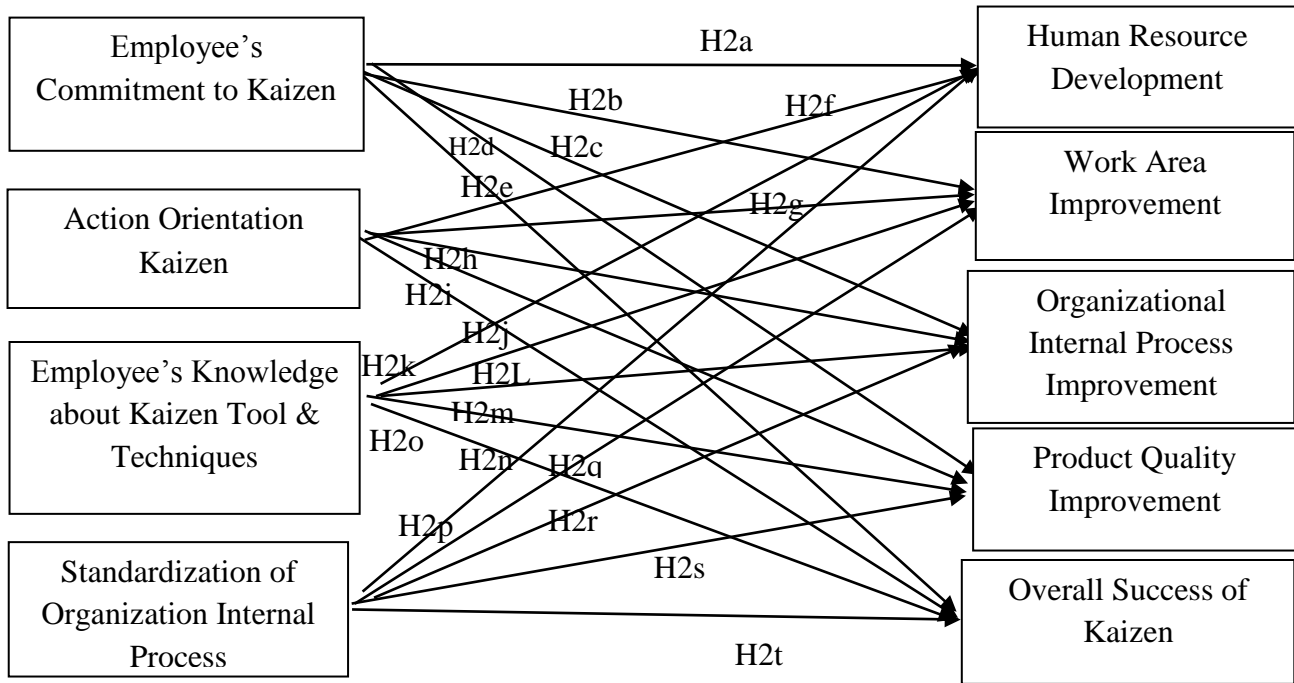 Employee's
Commitment to Kaizen
Action Orientation
Kaizen
Employee's Knowledge
about Kaizen Tool &
Techniques
Standardization of
Organization Internal
Process
H2a
H2b
H2f
H2d
H2c
H2e
H2g
H2h
H2i
H2j
H2k
H2L
H2m
H2o
H2n
H2q
H2p
H2r
H2s
H2t
Human Resource
Development
Work Area
Improvement
Organizational
Internal Process
Improvement
Product Quality
Improvement
Overall Success of
Kaizen